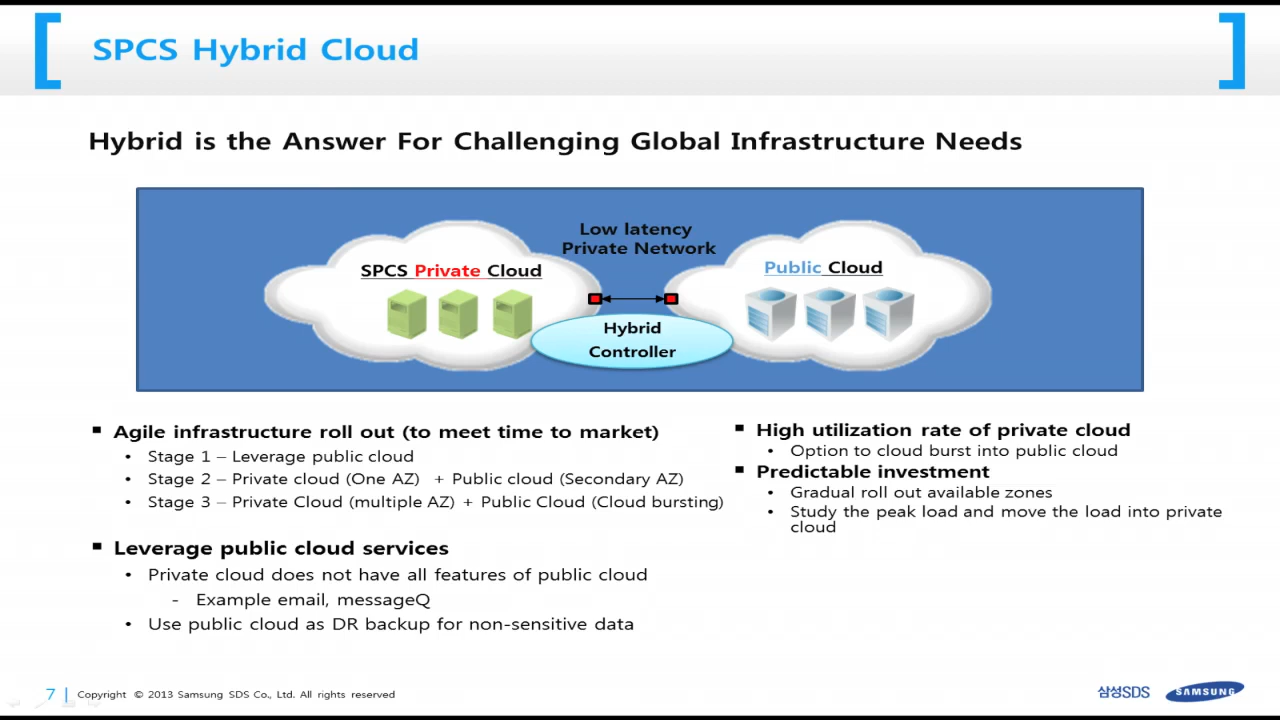 SPCS Hybrid Cloud
Hybrid is the Answer For Challenging Global Infrastructure Needs
Low latency
Private Network
SPCS Private Cloud
Public Cloud
Hybrid
Controller
▪ Agile infrastructure roll out (to meet time to market)
• Stage 1 – Leverage public cloud
• Stage 2 – Private cloud (One AZ) + Public cloud (Secondary AZ)
• Stage 3 – Private Cloud (multiple AZ) + Public Cloud (Cloud bursting)
▪ Leverage public cloud services
• Private cloud does not have all features of public cloud
- Example email, messageQ
• Use public cloud as DR backup for non-sensitive data
▪ High utilization rate of private cloud
• Option to cloud burst into public cloud
▪ Predictable investment
• Gradual roll out available zones
• Study the peak load and move the load into private
cloud
7 | Copyright © 2013 Samsung SDS Co., Ltd. All rights reserved
삼성SDS
SAMSUNG